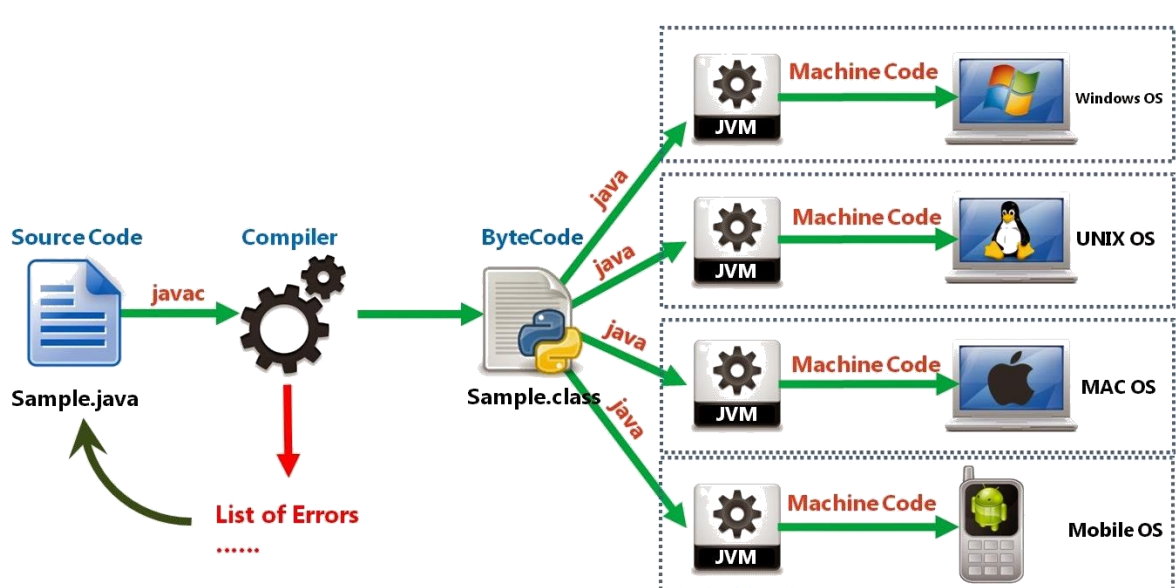 Source Code
javac
Sample.java
Compiler
List of Errors
......
ByteCode
Sample.class
java
JVM
Machine Code
Windows OS
java
JVM
Machine Code
UNIX OS
java
JVM
Machine Code
MAC OS
java
JVM
Machine Code
Mobile OS